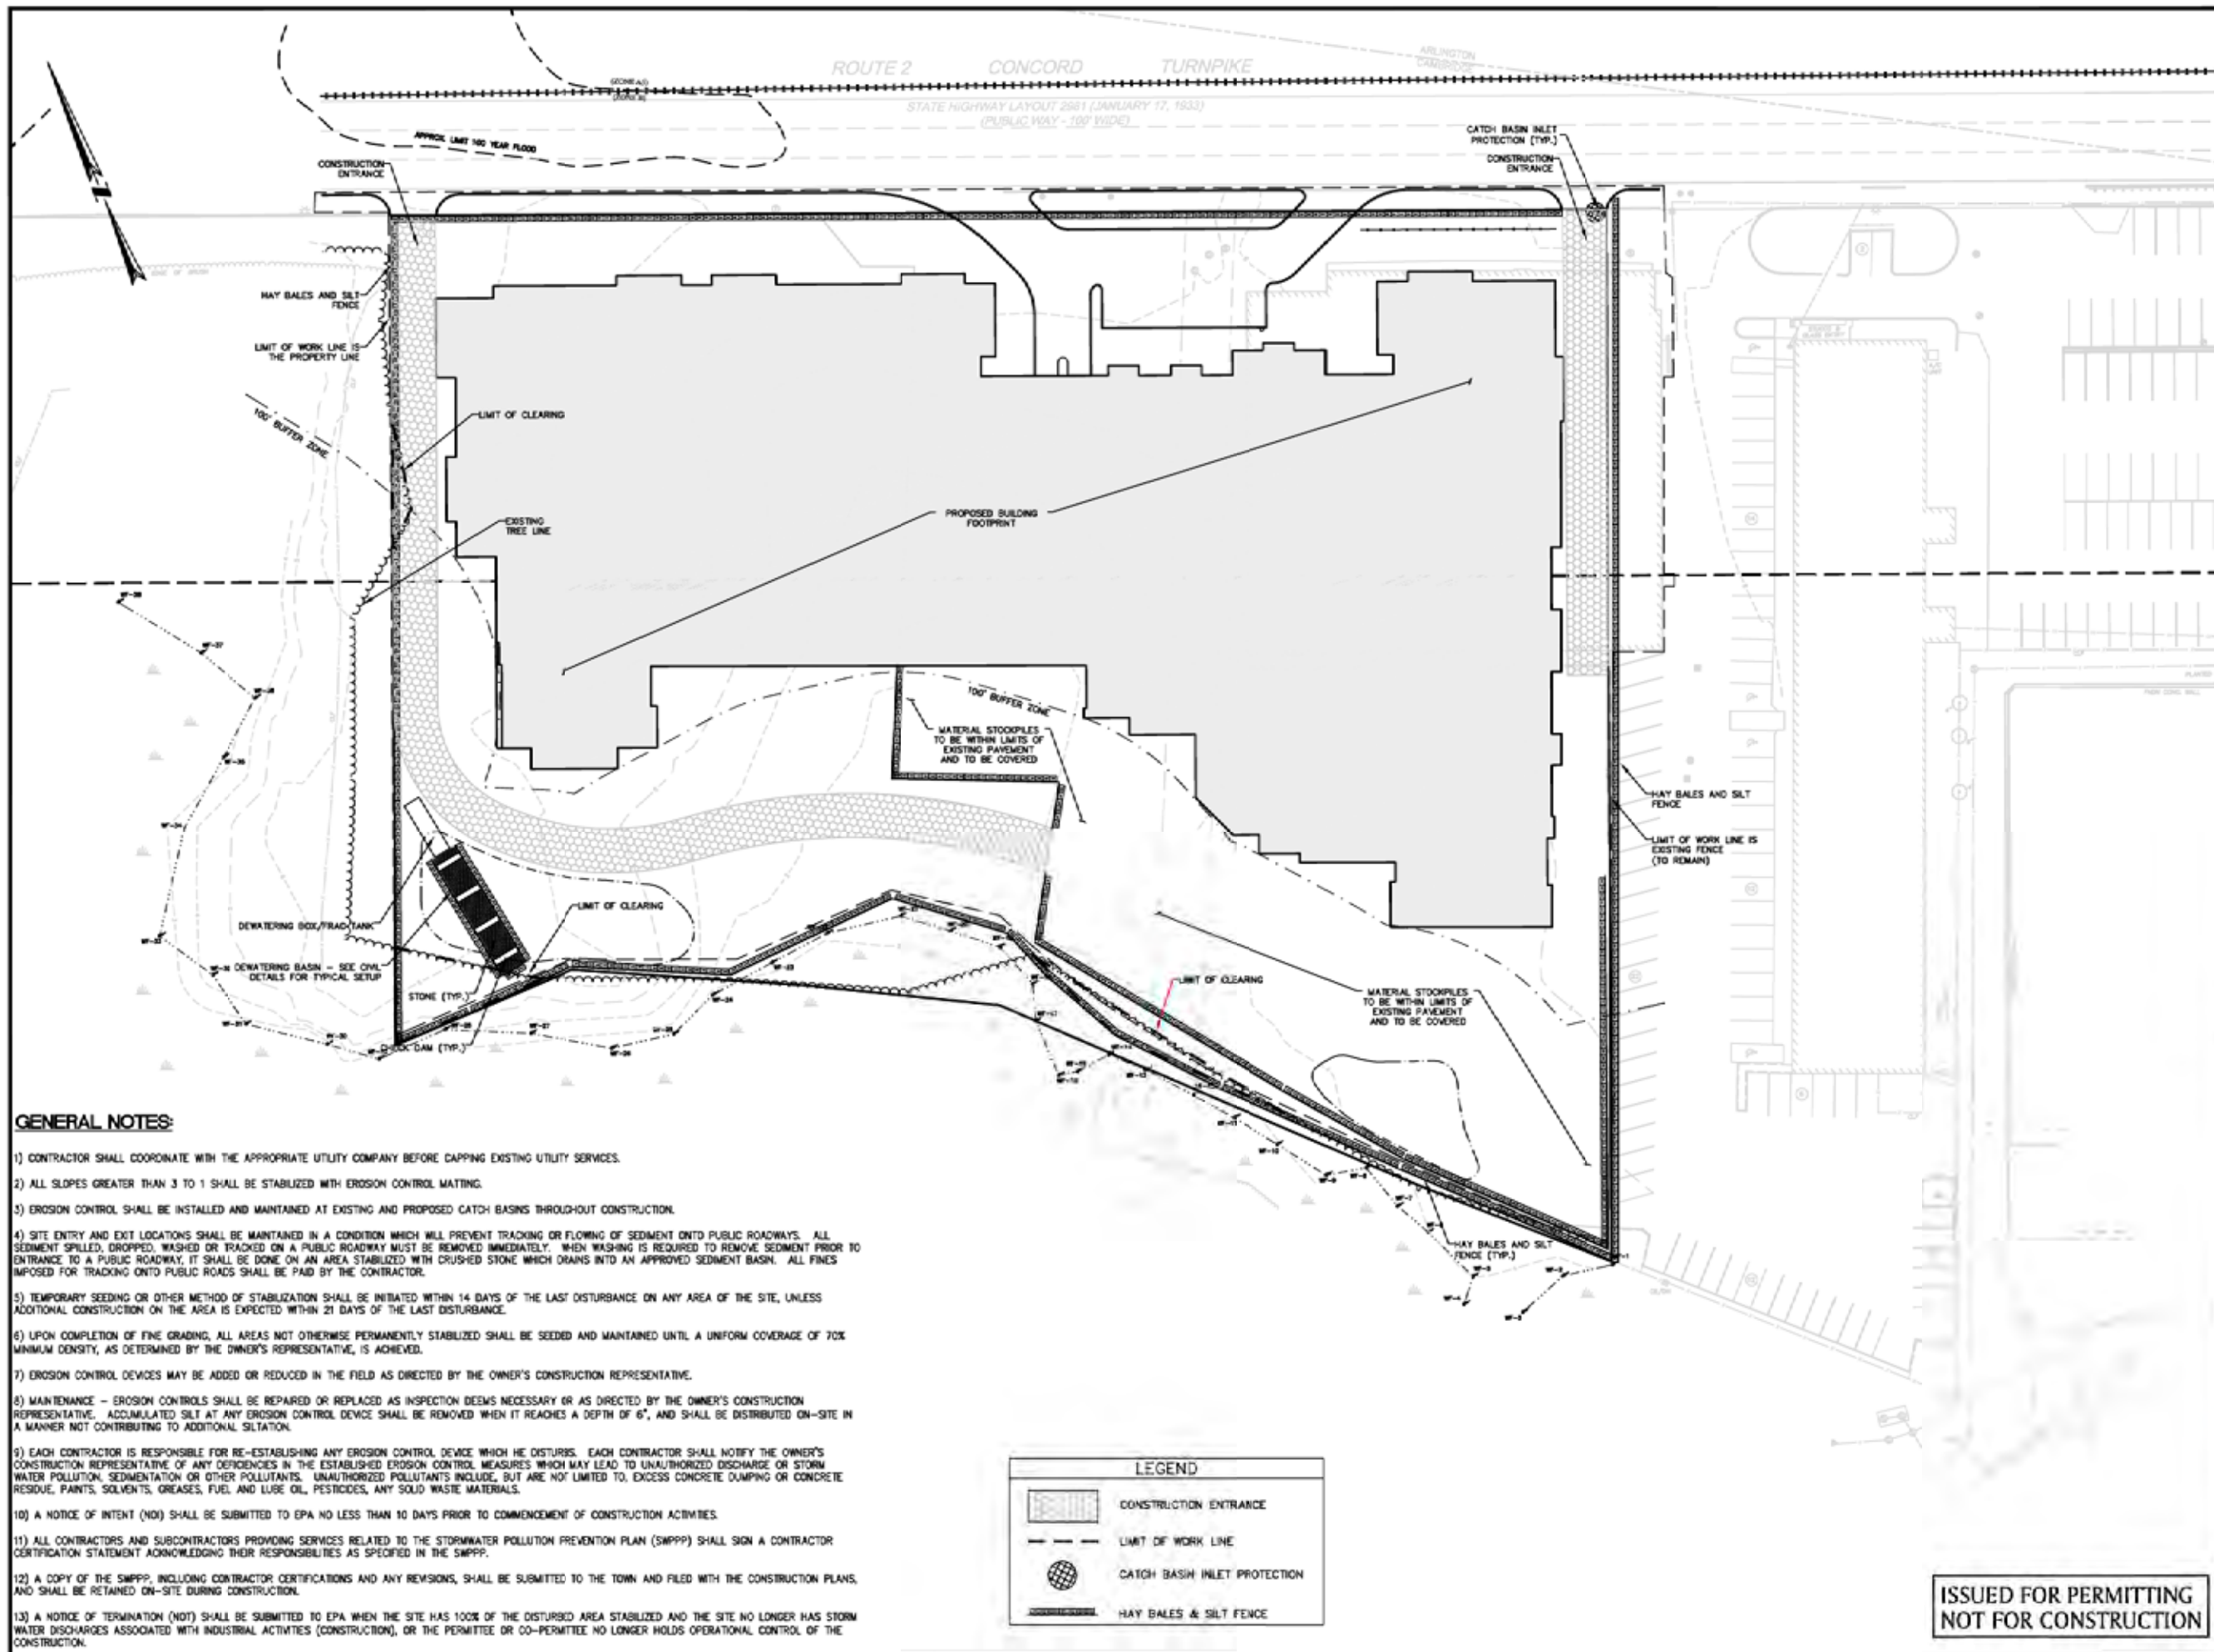 ROUTE 2 CONCORD TURNPIKE
STATE HIGHWAY LAYOUT 2981 (JANUARY 17, 1933)
(PUBLIC WAY - 100' WIDE)
ARLINGTON
CAMBRIDGE
APPROX. LIMIT 100 YEAR FLOOD
CONSTRUCTION
ENTRANCE
CATCH BASIN INLET
PROTECTION (TYP.)
CONSTRUCTION
ENTRANCE
EDGE OF BRUSH
HAY BALES AND SILT
FENCE
LIMIT OF WORK LINE IS
THE PROPERTY LINE
100' BUFFER ZONE
LIMIT OF CLEARING
EXISTING
TREE LINE
PROPOSED BUILDING
FOOTPRINT
WF-37
100' BUFFER ZONE
MATERIAL STOCKPILES
TO BE WITHIN LIMITS OF
EXISTING PAVEMENT
AND TO BE COVERED
HAY BALES AND SILT
FENCE
LIMIT OF WORK LINE IS
EXISTING FENCE
(TO REMAIN)
DEWATERING BOX/FRAC TANK
LIMIT OF CLEARING
DEWATERING BASIN - SEE CIVIL
DETAILS FOR TYPICAL SETUP
STONE (TYP.)
CHECK DAM (TYP.)
LIMIT OF CLEARING
MATERIAL STOCKPILES
TO BE WITHIN LIMITS OF
EXISTING PAVEMENT
AND TO BE COVERED
HAY BALES AND SILT
FENCE (TYP.)
GENERAL NOTES:
1) CONTRACTOR SHALL COORDINATE WITH THE APPROPRIATE UTILITY COMPANY BEFORE CAPPING EXISTING UTILITY SERVICES.
2) ALL SLOPES GREATER THAN 3 TO 1 SHALL BE STABILIZED WITH EROSION CONTROL MATTING.
3) EROSION CONTROL SHALL BE INSTALLED AND MAINTAINED AT EXISTING AND PROPOSED CATCH BASINS THROUGHOUT CONSTRUCTION.
4) SITE ENTRY AND EXIT LOCATIONS SHALL BE MAINTAINED IN A CONDITION WHICH WILL PREVENT TRACKING OR FLOWING OF SEDIMENT ONTO PUBLIC ROADWAYS. ALL
SEDIMENT SPILLED, DROPPED, WASHED OR TRACKED ON A PUBLIC ROADWAY MUST BE REMOVED IMMEDIATELY. WHEN WASHING IS REQUIRED TO REMOVE SEDIMENT PRIOR TO
ENTRANCE TO A PUBLIC ROADWAY, IT SHALL BE DONE ON AN AREA STABILIZED WITH CRUSHED STONE WHICH DRAINS INTO AN APPROVED SEDIMENT BASIN. ALL FINES
IMPOSED FOR TRACKING ONTO PUBLIC ROADS SHALL BE PAID BY THE CONTRACTOR.
5) TEMPORARY SEEDING OR OTHER METHOD OF STABILIZATION SHALL BE INITIATED WITHIN 14 DAYS OF THE LAST DISTURBANCE ON ANY AREA OF THE SITE, UNLESS
ADDITIONAL CONSTRUCTION ON THE AREA IS EXPECTED WITHIN 21 DAYS OF THE LAST DISTURBANCE.
6) UPON COMPLETION OF FINE GRADING, ALL AREAS NOT OTHERWISE PERMANENTLY STABILIZED SHALL BE SEEDED AND MAINTAINED UNTIL A UNIFORM COVERAGE OF 70%
MINIMUM DENSITY, AS DETERMINED BY THE OWNER'S REPRESENTATIVE, IS ACHIEVED.
7) EROSION CONTROL DEVICES MAY BE ADDED OR REDUCED IN THE FIELD AS DIRECTED BY THE OWNER'S CONSTRUCTION REPRESENTATIVE.
8) MAINTENANCE - EROSION CONTROLS SHALL BE REPAIRED OR REPLACED AS INSPECTION DEEMS NECESSARY OR AS DIRECTED BY THE OWNER'S CONSTRUCTION
REPRESENTATIVE. ACCUMULATED SILT AT ANY EROSION CONTROL DEVICE SHALL BE REMOVED WHEN IT REACHES A DEPTH OF 6", AND SHALL BE DISTRIBUTED ON-SITE IN
A MANNER NOT CONTRIBUTING TO ADDITIONAL SILTATION.
9) EACH CONTRACTOR IS RESPONSIBLE FOR RE-ESTABLISHING ANY EROSION CONTROL DEVICE WHICH HE DISTURBS. EACH CONTRACTOR SHALL NOTIFY THE OWNER'S
CONSTRUCTION REPRESENTATIVE OF ANY DEFICIENCIES IN THE ESTABLISHED EROSION CONTROL MEASURES WHICH MAY LEAD TO UNAUTHORIZED DISCHARGE OR STORM
WATER POLLUTION, SEDIMENTATION OR OTHER POLLUTANTS. UNAUTHORIZED POLLUTANTS INCLUDE, BUT ARE NOT LIMITED TO, EXCESS CONCRETE DUMPING OR CONCRETE
RESIDUE, PAINTS, SOLVENTS, GREASES, FUEL AND LUBE OIL, PESTICIDES, ANY SOLID WASTE MATERIALS.
10) A NOTICE OF INTENT (NOI) SHALL BE SUBMITTED TO EPA NO LESS THAN 10 DAYS PRIOR TO COMMENCEMENT OF CONSTRUCTION ACTIVITIES.
11) ALL CONTRACTORS AND SUBCONTRACTORS PROVIDING SERVICES RELATED TO THE STORMWATER POLLUTION PREVENTION PLAN (SWPPP) SHALL SIGN A CONTRACTOR
CERTIFICATION STATEMENT ACKNOWLEDGING THEIR RESPONSIBILITIES AS SPECIFIED IN THE SWPPP.
12) A COPY OF THE SWPPP, INCLUDING CONTRACTOR CERTIFICATIONS AND ANY REVISIONS, SHALL BE SUBMITTED TO THE TOWN AND FILED WITH THE CONSTRUCTION PLANS,
AND SHALL BE RETAINED ON-SITE DURING CONSTRUCTION.
13) A NOTICE OF TERMINATION (NOT) SHALL BE SUBMITTED TO EPA WHEN THE SITE HAS 100% OF THE DISTURBED AREA STABILIZED AND THE SITE NO LONGER HAS STORM
WATER DISCHARGES ASSOCIATED WITH INDUSTRIAL ACTIVITIES (CONSTRUCTION), OR THE PERMITTEE OR CO-PERMITTEE NO LONGER HOLDS OPERATIONAL CONTROL OF THE
CONSTRUCTION.
LEGEND
CONSTRUCTION ENTRANCE
LIMIT OF WORK LINE
CATCH BASIN INLET PROTECTION
HAY BALES & SILT FENCE
ISSUED FOR PERMITTING
NOT FOR CONSTRUCTION